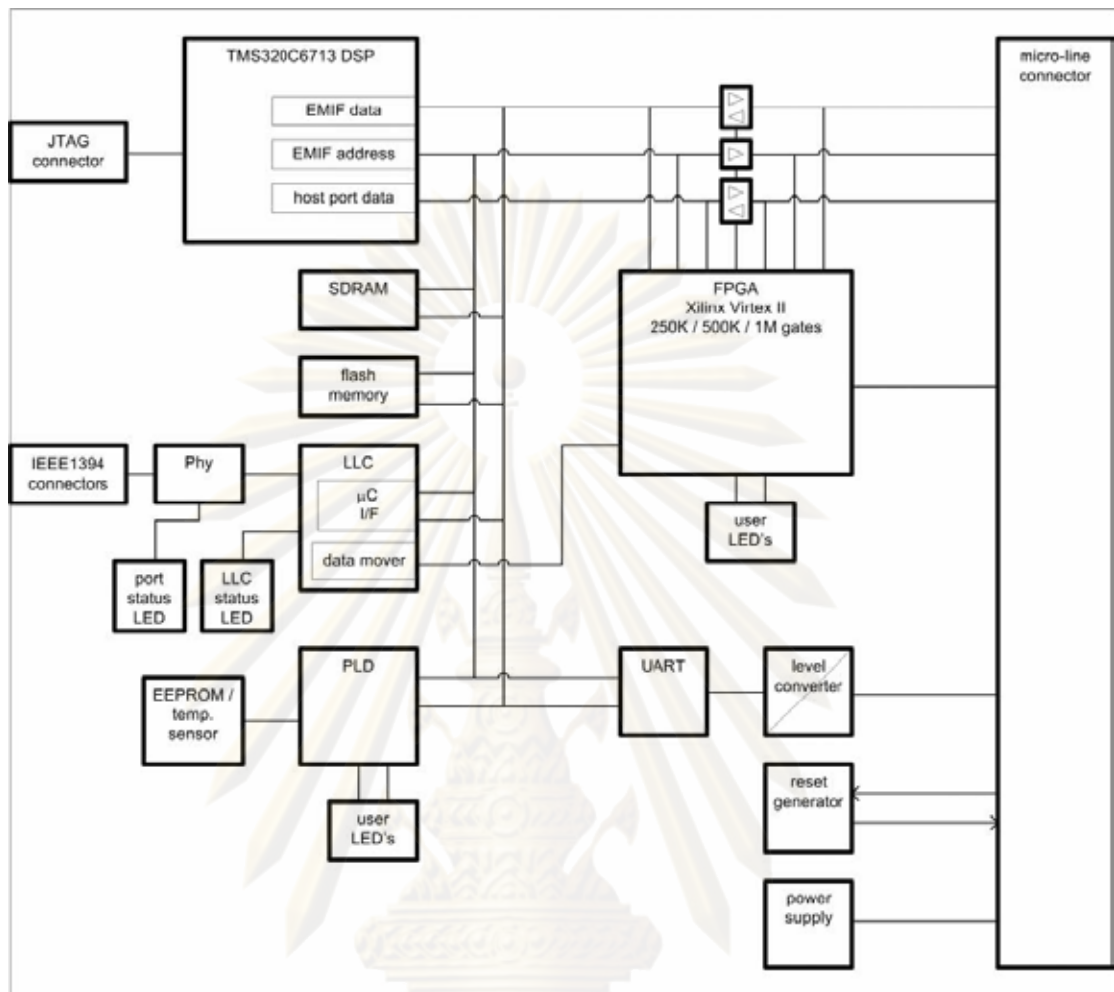 TMS320C6713 DSP
EMIF data
EMIF address
host port data
JTAG
connector
micro-line
connector
SDRAM
flash
memory
FPGA
Xilinx Virtex II
250K / 500K / 1M gates
IEEE1394
connectors
Phy
LLC
µC
I/F
data mover
port
status
LED
LLC
status
LED
user
LED's
PLD
EEPROM /
temp.
sensor
user
LED's
UART
level
converter
reset
generator
power
supply